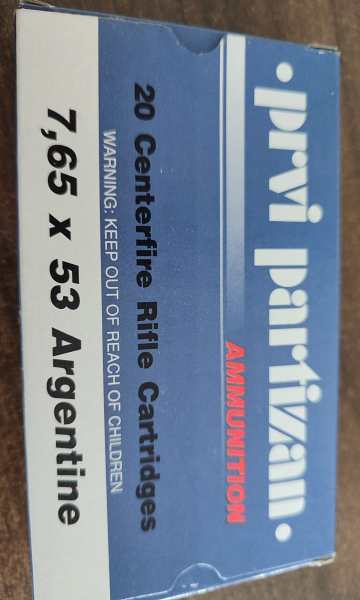 •prvi partizan•
AMMUNITION
20 Centerfire Rifle Cartridges
WARNING: KEEP OUT OF REACH OF CHILDREN
7,65 x 53 Argentine